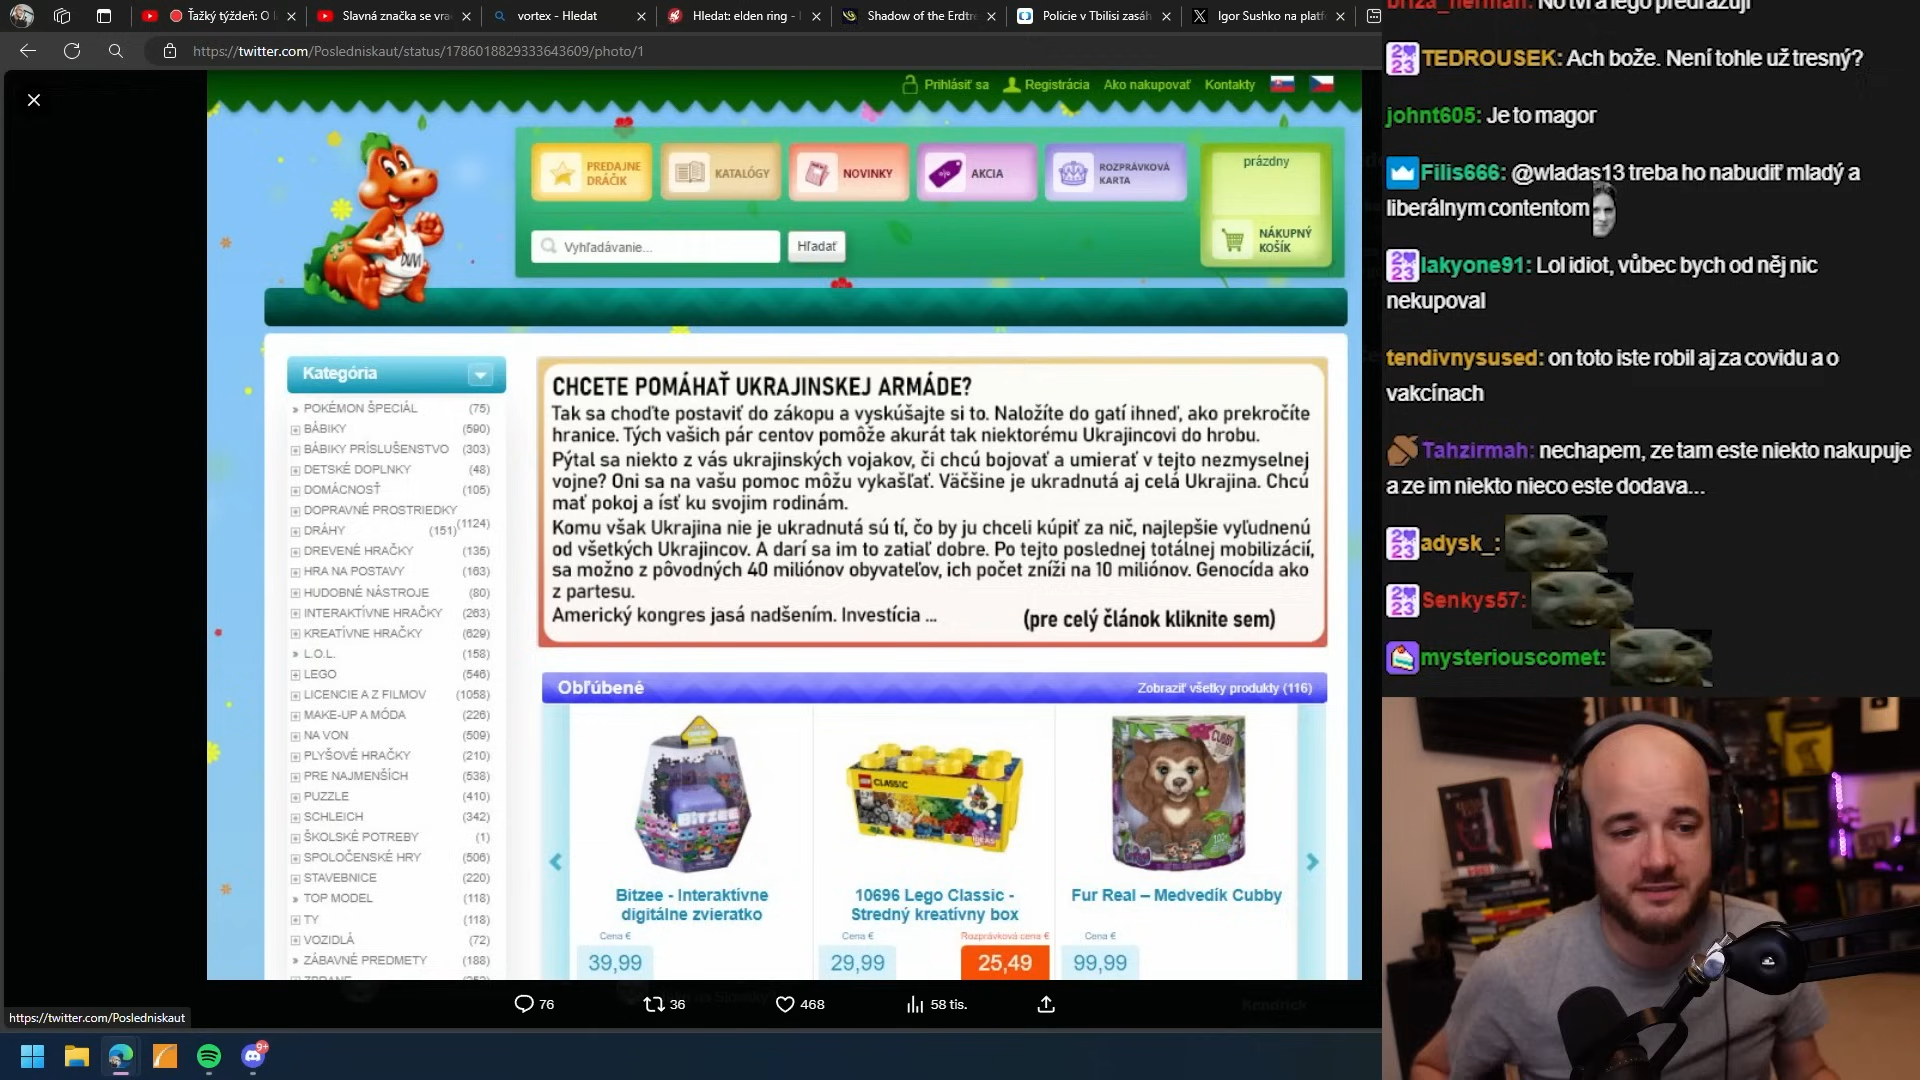 Ťažký týždeň: O
Slavná značka se vra
vortex - Hledat
Hledat: elden ring -
Shadow of the Erdtre
Policie v Tbilisi zasáh
Igor Sushko na platf
https://twitter.com/Posledniskaut/status/1786018829333643609/photo/1
Prihlásiť sa
Registrácia
Ako nakupovať
Kontakty
PREDAJNE
DRÁČIK
KATALÓGY
NOVINKY
AKCIA
ROZPRÁVKOVÁ
KARTA
prázdny
NÁKUPNÝ
KOŠÍK
Vyhľadávanie...
Hľadať
DUVI
Kategória
POKÉMON ŠPECIÁL (75)
BÁBIKY (590)
BÁBIKY PRÍSLUŠENSTVO (303)
DETSKÉ DOPLNKY (48)
DOMÁCNOSŤ (105)
DOPRAVNÉ PROSTRIEDKY (1124)
DRÁHY (151)
DREVENÉ HRAČKY (135)
HRA NA POSTAVY (163)
HUDOBNÉ NÁSTROJE (80)
INTERAKTÍVNE HRAČKY (263)
KREATÍVNE HRAČKY (629)
L.O.L. (158)
LEGO (546)
LICENCIE A Z FILMOV (1058)
MAKE-UP A MÓDA (226)
NA VON (509)
PLYŠOVÉ HRAČKY (210)
PRE NAJMENŠÍCH (538)
PUZZLE (410)
SCHLEICH (342)
ŠKOLSKÉ POTREBY (1)
SPOLOČENSKÉ HRY (506)
STAVEBNICE (220)
TOP MODEL (118)
TY (118)
VOZIDLÁ (72)
ZÁBAVNÉ PREDMETY (188)
CHCETE POMÁHAŤ UKRAJINSKEJ ARMÁDE?
Tak sa choďte postaviť do zákopu a vyskúšajte si to. Naložíte do gatí ihneď, ako prekročíte
hranice. Tých vašich pár centov pomôže akurát tak niektorému Ukrajincovi do hrobu.
Pýtal sa niekto z vás ukrajinských vojakov, či chcú bojovať a umierať v tejto nezmyselnej
vojne? Oni sa na vašu pomoc môžu vykašľať. Väčšine je ukradnutá aj celá Ukrajina. Chcú
mať pokoj a ísť ku svojim rodinám.
Komu však Ukrajina nie je ukradnutá sú tí, čo by ju chceli kúpiť za nič, najlepšie vyľudnenú
od všetkých Ukrajincov. A darí sa im to zatiaľ dobre. Po tejto poslednej totálnej mobilizácií,
sa možno z pôvodných 40 miliónov obyvateľov, ich počet zníži na 10 miliónov. Genocída ako
z partesu.
Americký kongres jasá nadšením. Investícia ... (pre celý článok kliknite sem)
Obľúbené
Zobraziť všetky produkty (116)
BITZEE
LEGO CLASSIC
CUBBY
Bitzee - Interaktívne
digitálne zvieratko
Cena €
39,99
10696 Lego Classic -
Stredný kreatívny box
Cena €
Rozprávková cena €
29,99
25,49
Fur Real – Medvedík Cubby
Cena €
99,99
76
36
468
58 tis.
https://twitter.com/Posledniskaut
9+
briza_herman: No tvl a lego předražují
TEDROUSEK: Ach bože. Není tohle už tresný?
johnt605: Je to magor
Filis666: @wladas13 treba ho nabudiť mladý a
liberálnym contentom
lakyone91: Lol idiot, vůbec bych od něj nic
nekupoval
tendivnysused: on toto iste robil aj za covidu a o
vakcínach
Tahzirmah: nechapem, ze tam este niekto nakupuje
a ze im niekto nieco este dodava...
adysk_:
Senkys57:
mysteriouscomet: